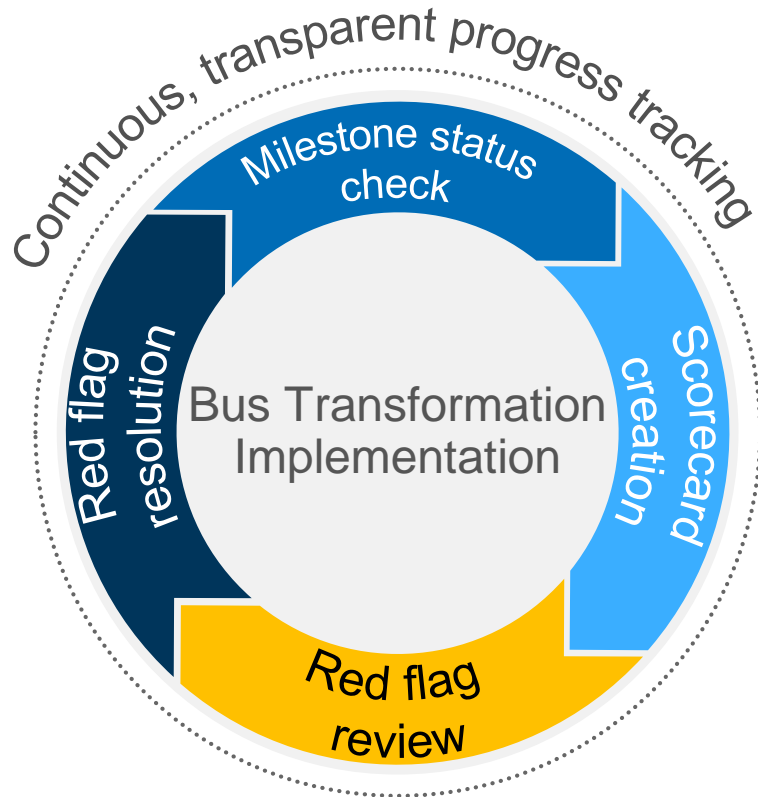 Continuous, transparent progress tracking
Milestone status
check
Scorecard
creation
Red flag
review
Red flag
resolution
Bus Transformation
Implementation